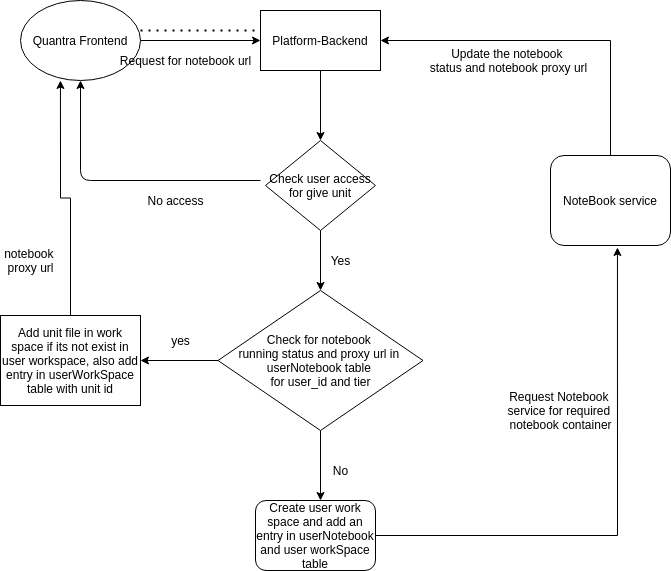 Quantra Frontend
Platform-Backend
Request for notebook url
Update the notebook
status and notebook proxy url
Check user access
for give unit
No access
NoteBook service
Yes
notebook
proxy url
Add unit file in work
space if its not exist in
user workspace, also add
entry in userWorkSpace
table with unit id
yes
Check for notebook
running status and proxy url in
userNotebook table
for user_id and tier
Request Notebook
service for required
notebook container
No
Create user work
space and add an
entry in userNotebook
and user workSpace
table